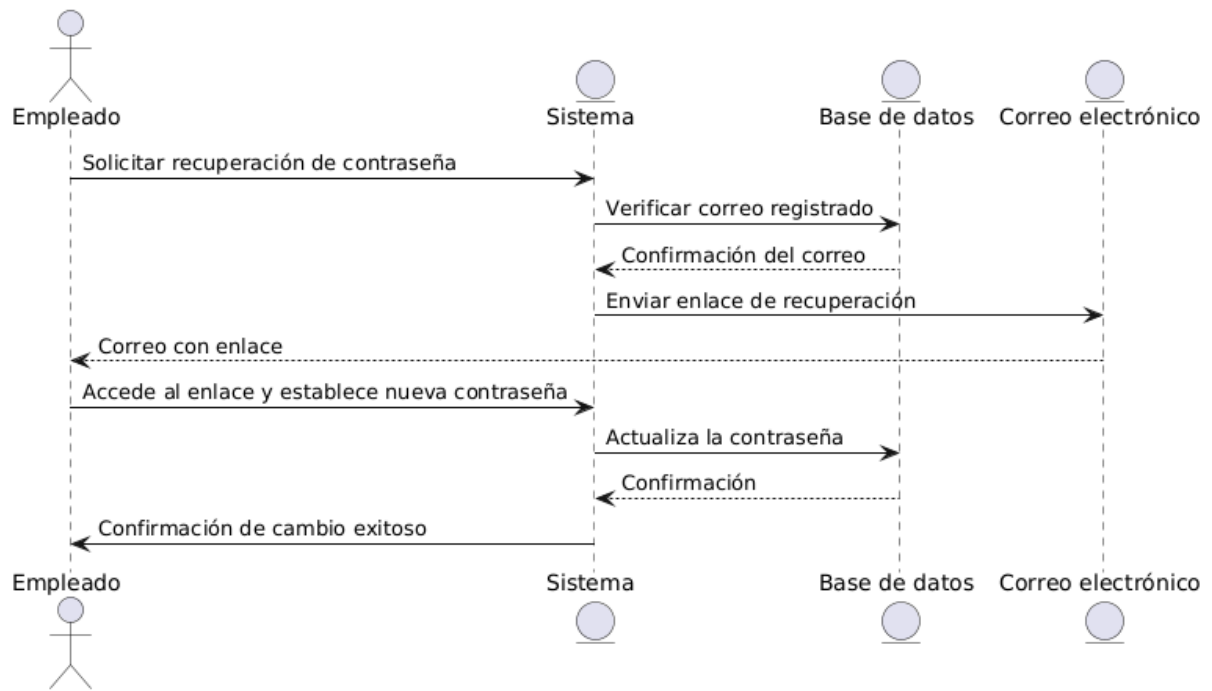 Empleado
Sistema
Base de datos
Correo electrónico
Solicitar recuperación de contraseña
Verificar correo registrado
Confirmación del correo
Enviar enlace de recuperación
Correo con enlace
Accede al enlace y establece nueva contraseña
Actualiza la contraseña
Confirmación
Confirmación de cambio exitoso
Empleado
Sistema
Base de datos
Correo electrónico